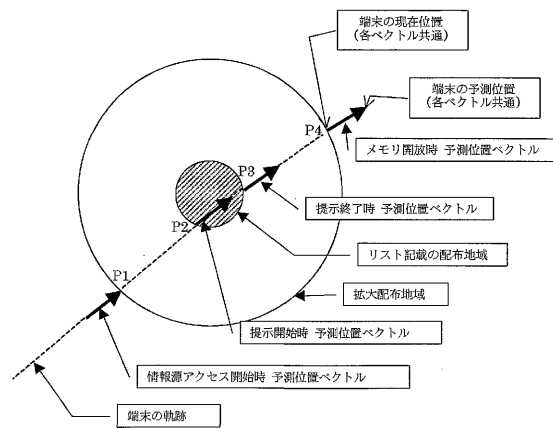 端末の現在位置
(各ベクトル共通)
端末の予測位置
(各ベクトル共通)
P4
メモリ開放時 予測位置ベクトル
P3
提示終了時 予測位置ベクトル
P2
リスト記載の配布地域
P1
拡大配布地域
提示開始時 予測位置ベクトル
情報源アクセス開始時 予測位置ベクトル
端末の軌跡